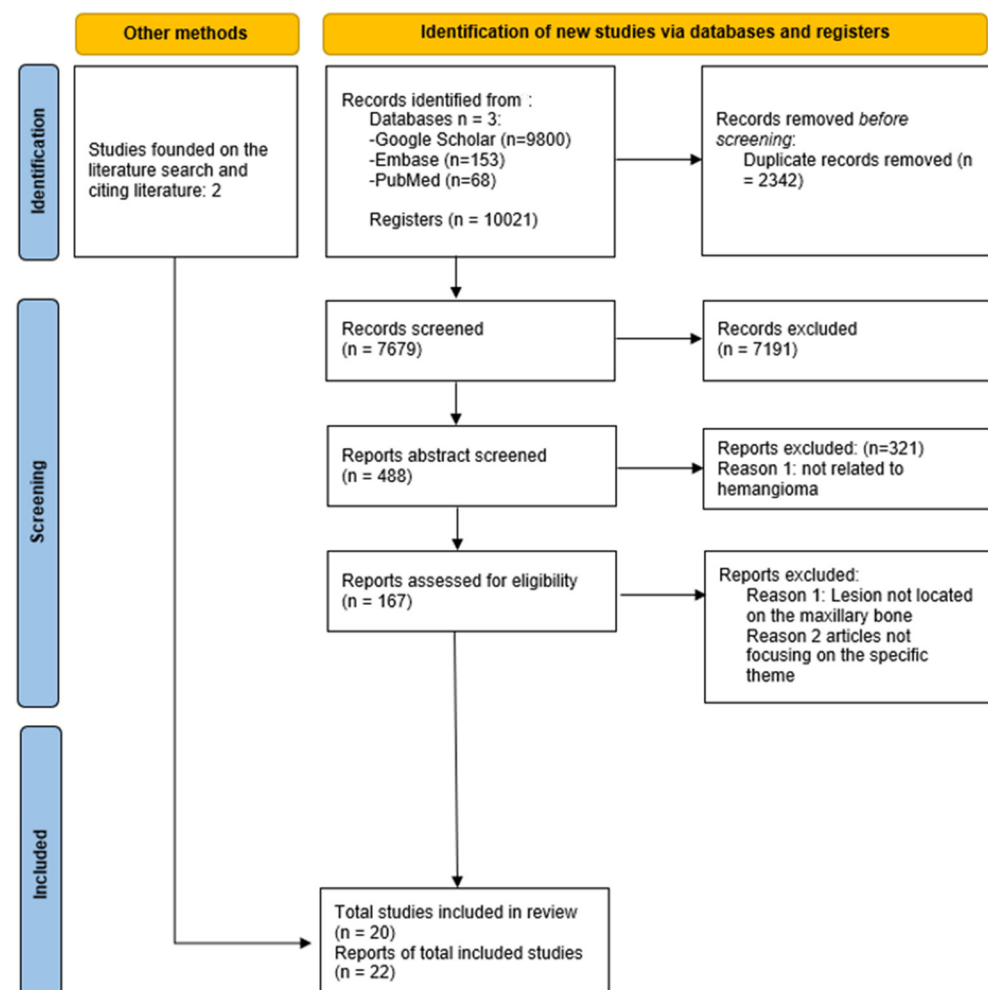 Other methods
Identification of new studies via databases and registers
Identification
Studies founded on the
literature search and
citing literature: 2
Records identified from :
Databases n = 3:
-Google Scholar (n=9800)
-Embase (n=153)
-PubMed (n=68)
Registers (n = 10021)
Records removed before
screening:
Duplicate records removed (n
= 2342)
Screening
Records screened
(n = 7679)
Records excluded
(n = 7191)
Reports abstract screened
(n = 488)
Reports excluded: (n=321)
Reason 1: not related to
hemangioma
Reports assessed for eligibility
(n = 167)
Reports excluded:
Reason 1: Lesion not located
on the maxillary bone
Reason 2 articles not
focusing on the specific
theme
Included
Total studies included in review
(n = 20)
Reports of total included studies
(n = 22)